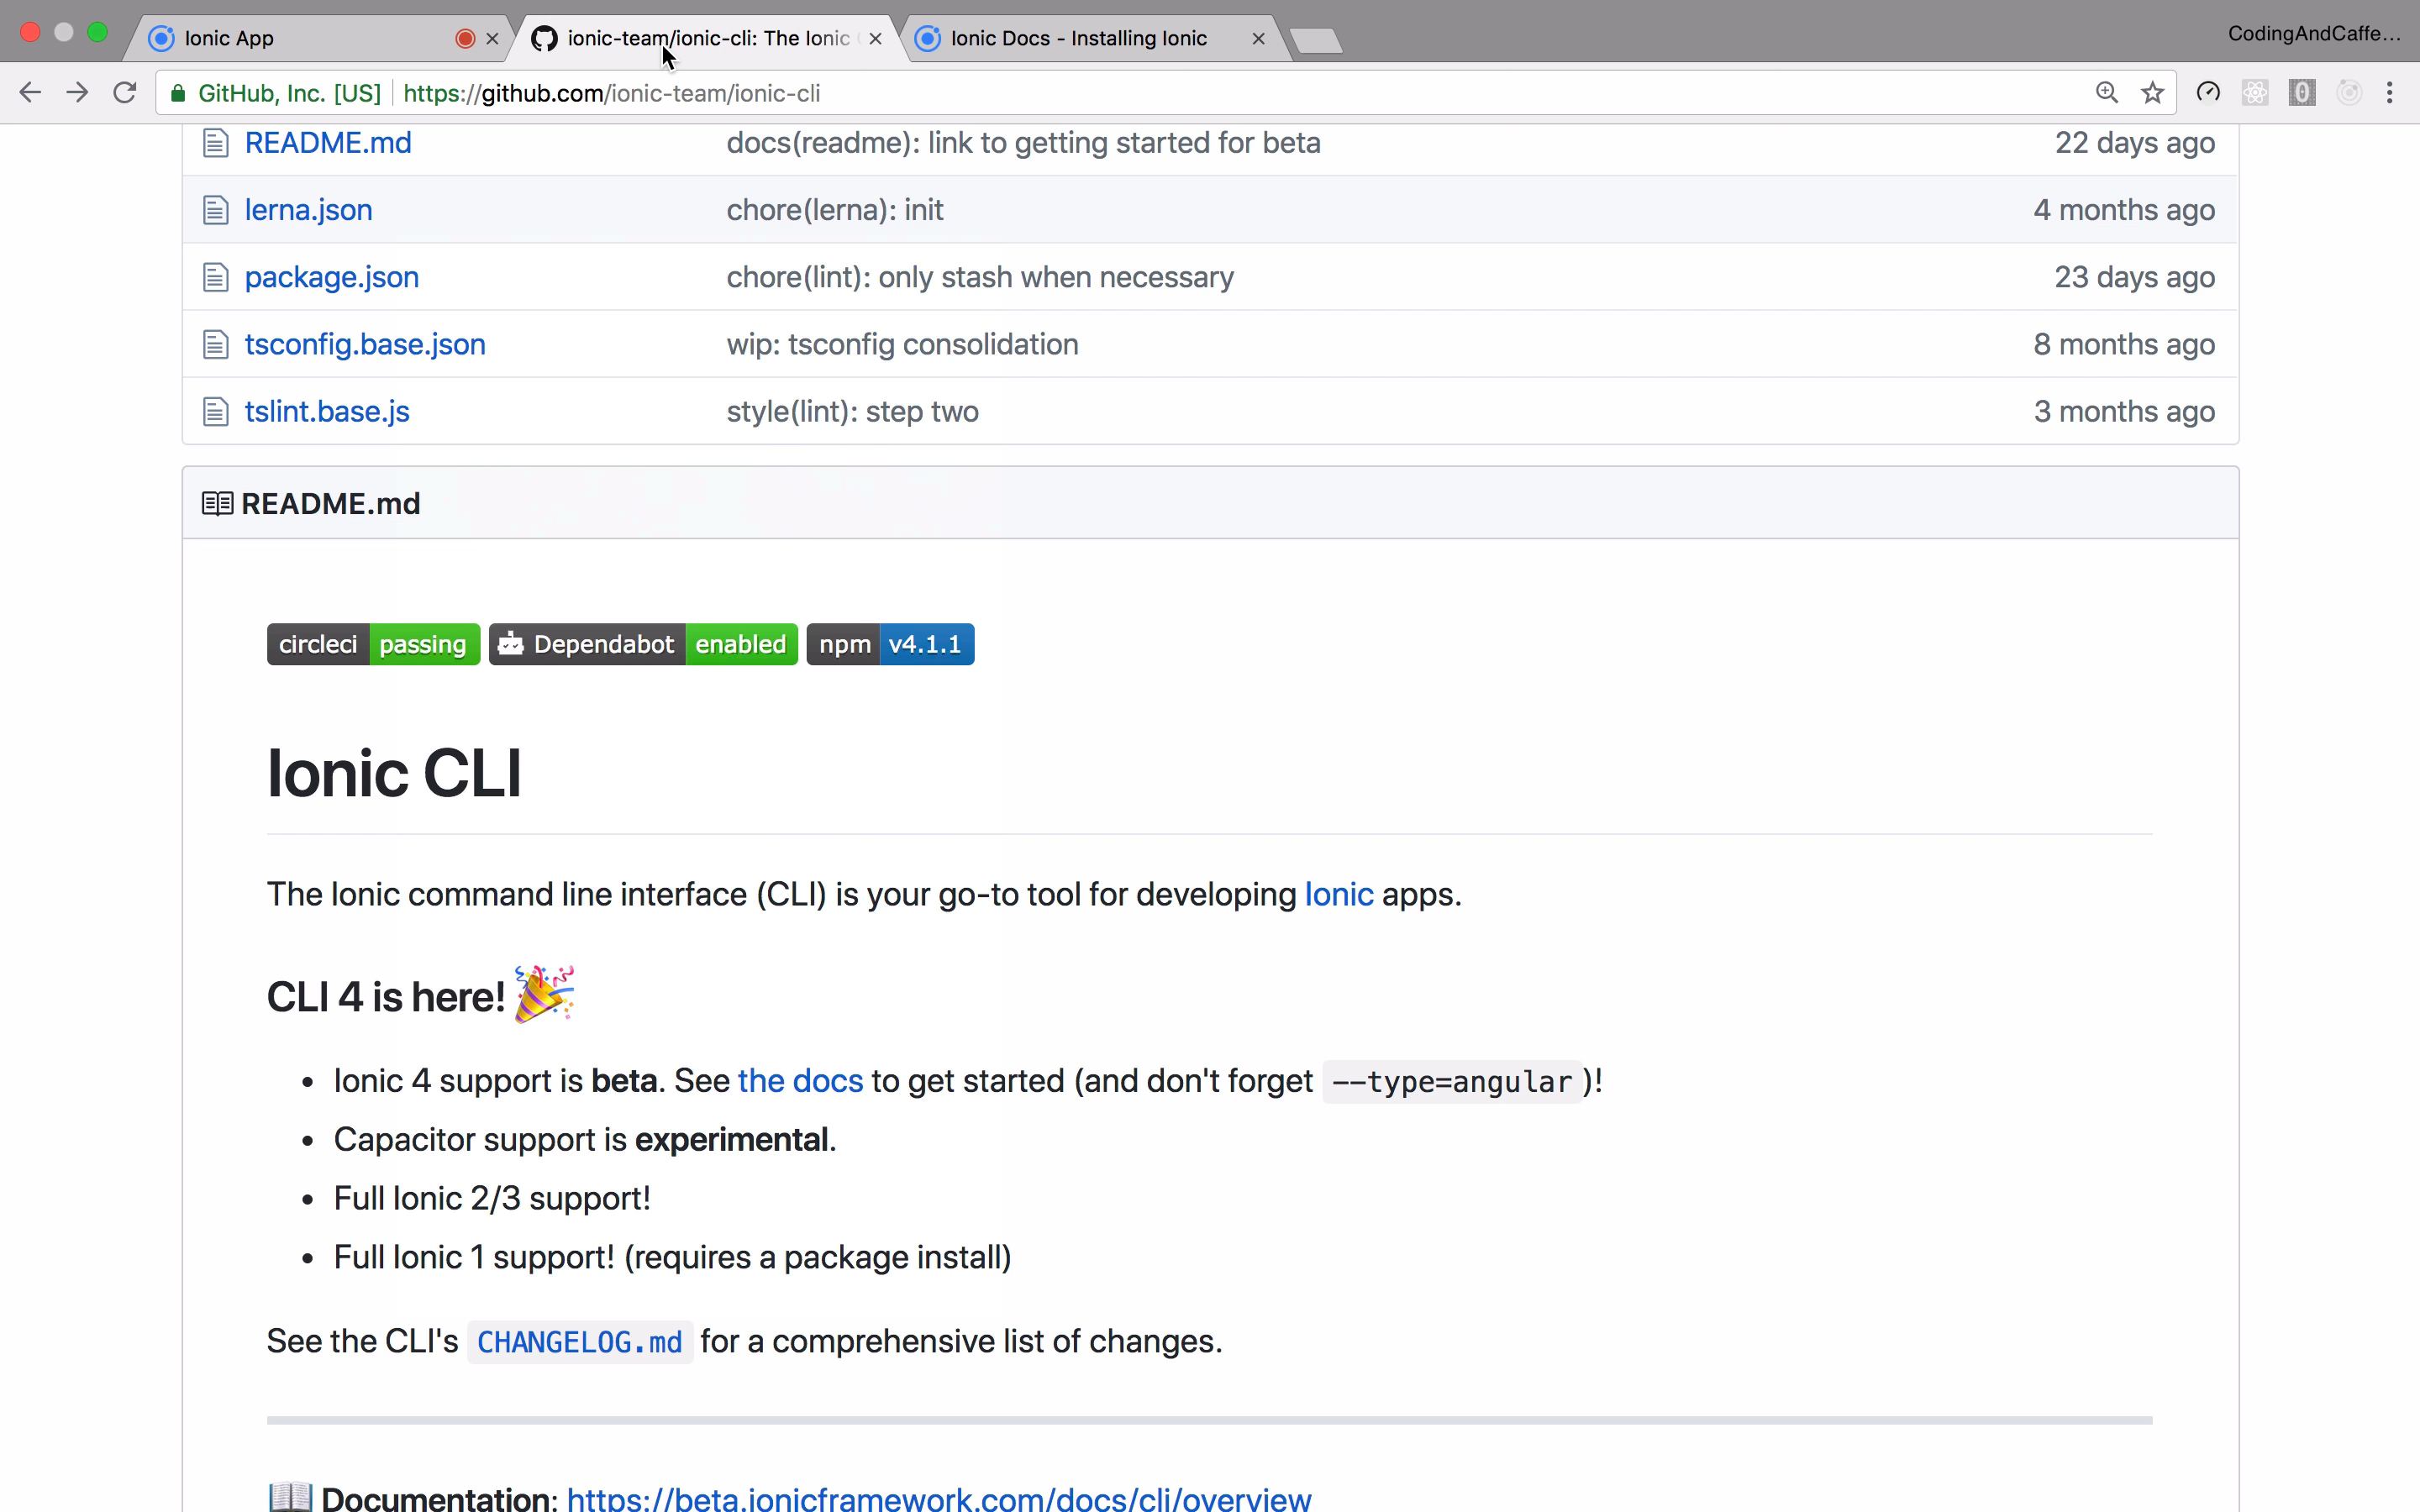 Ionic App
ionic-team/ionic-cli: The Ionic
Ionic Docs - Installing Ionic
CodingAndCaffe...
GitHub, Inc. [US] https://github.com/ionic-team/ionic-cli
README.md docs(readme): link to getting started for beta 22 days ago
lerna.json chore(lerna): init 4 months ago
package.json chore(lint): only stash when necessary 23 days ago
tsconfig.base.json wip: tsconfig consolidation 8 months ago
tslint.base.js style(lint): step two 3 months ago
README.md
circleci passing Dependabot enabled npm v4.1.1
Ionic CLI
The Ionic command line interface (CLI) is your go-to tool for developing Ionic apps.
CLI 4 is here! 🎉
• Ionic 4 support is beta. See the docs to get started (and don't forget --type=angular )!
• Capacitor support is experimental.
• Full Ionic 2/3 support!
• Full Ionic 1 support! (requires a package install)
See the CLI's CHANGELOG.md for a comprehensive list of changes.
📖 Documentation: https://beta.ionicframework.com/docs/cli/overview